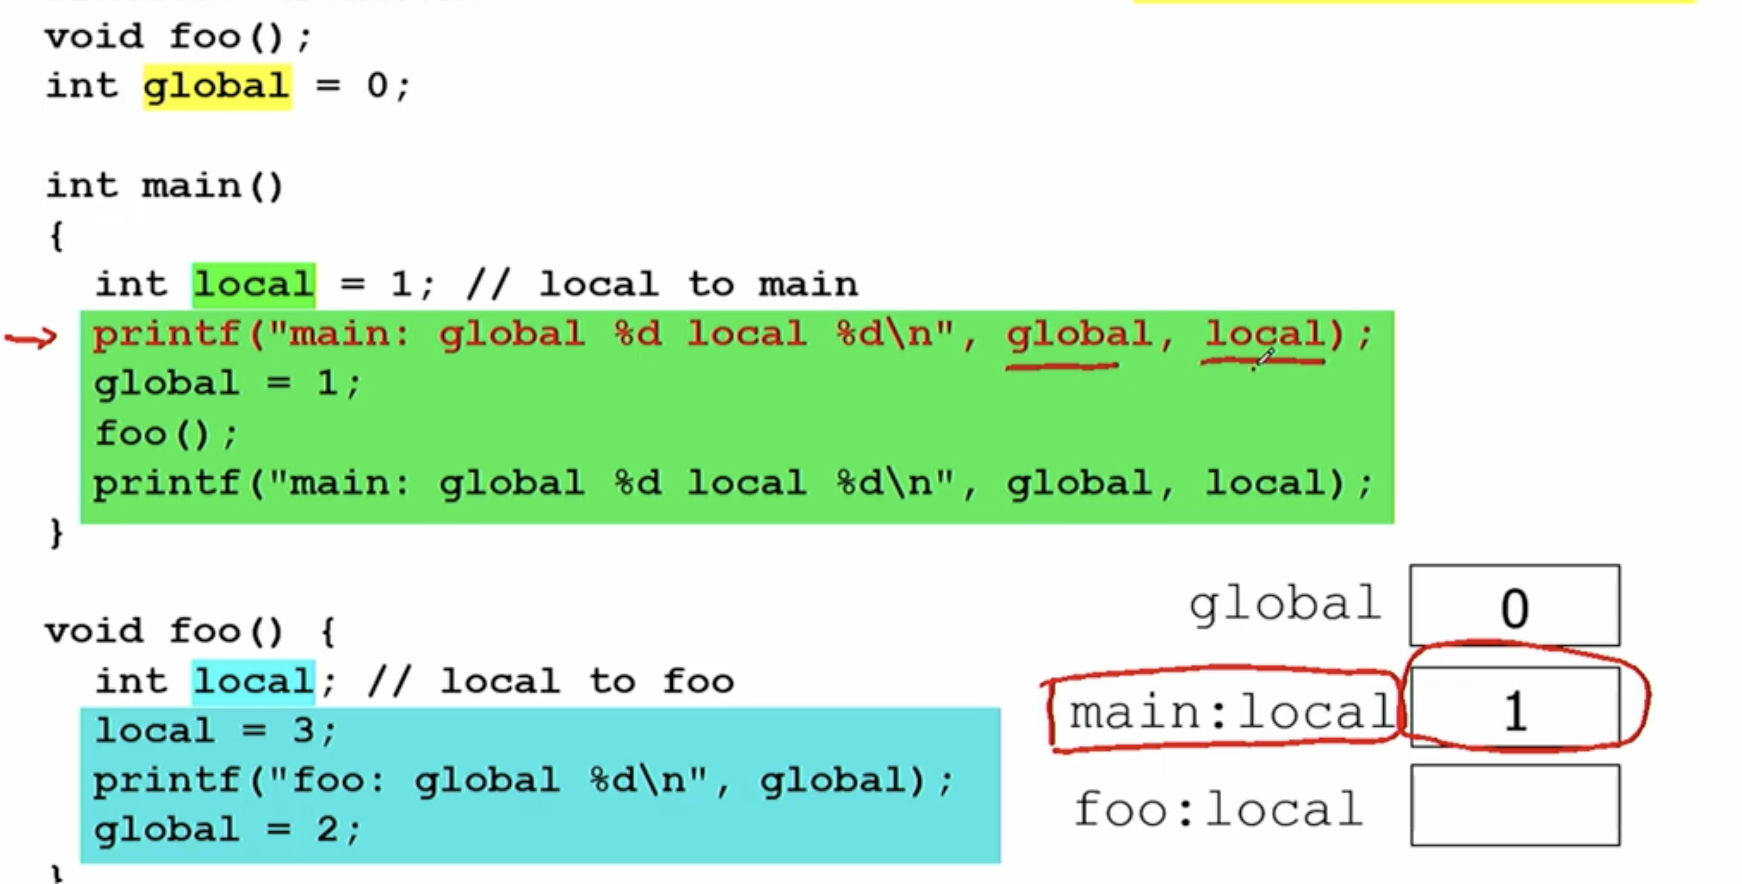 void foo();
int global = 0;
int main()
{
int local = 1; // local to main
printf("main: global %d local %d\n", global, local);
global = 1;
foo();
printf("main: global %d local %d\n", global, local);
}
void foo() {
int local; // local to foo
local = 3;
printf("foo: global %d\n", global);
global = 2;
}
global 0
main:local 1
foo:local